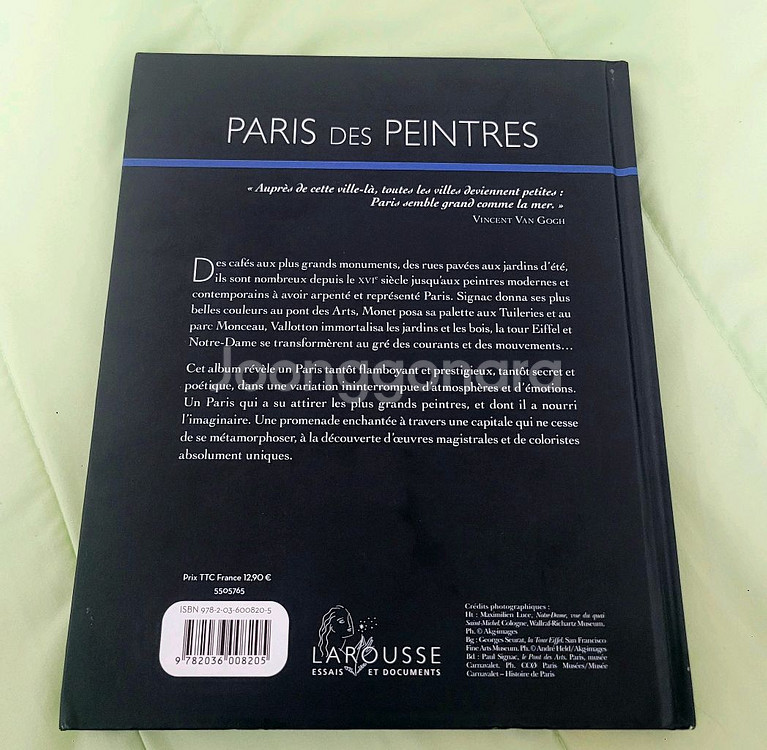 PARIS DES PEINTRES
« Auprès de cette ville-là, toutes les villes deviennent petites :
Paris semble grand comme la mer. »
VINCENT VAN GOGH
Des cafés aux plus grands monuments, des rues pavées aux jardins d'été,
ils sont nombreux depuis le XVIe siècle jusqu'aux peintres modernes et
contemporains à avoir arpenté et représenté Paris. Signac donna ses plus
belles couleurs au pont des Arts, Monet posa sa palette aux Tuileries et au
parc Monceau, Vallotton immortalisa les jardins et les bois, la tour Eiffel et
Notre-Dame se transformèrent au gré des courants et des mouvements…
joonggonara
Cet album révèle un Paris tantôt flamboyant et prestigieux, tantôt secret et
poétique, dans une variation ininterrompue d'atmosphères et d'émotions.
Un Paris qui a su attirer les plus grands peintres, et dont il a nourri
l'imaginaire. Une promenade enchantée à travers une capitale qui ne cesse
de se métamorphoser, à la découverte d'œuvres magistrales et de coloristes
absolument uniques.
Prix TTC France 12,90 €
5505765
ISBN 978-2-03-600820-5
9 782036 008205
LAROUSSE
ESSAIS ET DOCUMENTS
Crédits photographiques :
Ht : Maximilien Luce, Notre-Dame, vue du quai
Saint-Michel, Cologne, Wallraf-Richartz Museum.
Ph. © Akg-images
Bg : Georges Seurat, la Tour Eiffel, San Francisco
Fine Arts Museum. Ph. © André Held/Akg-images
Bd : Paul Signac, le Pont des Arts, Paris, musée
Carnavalet, Ph. CCØ Paris Musées/Musée
Carnavalet – Histoire de Paris